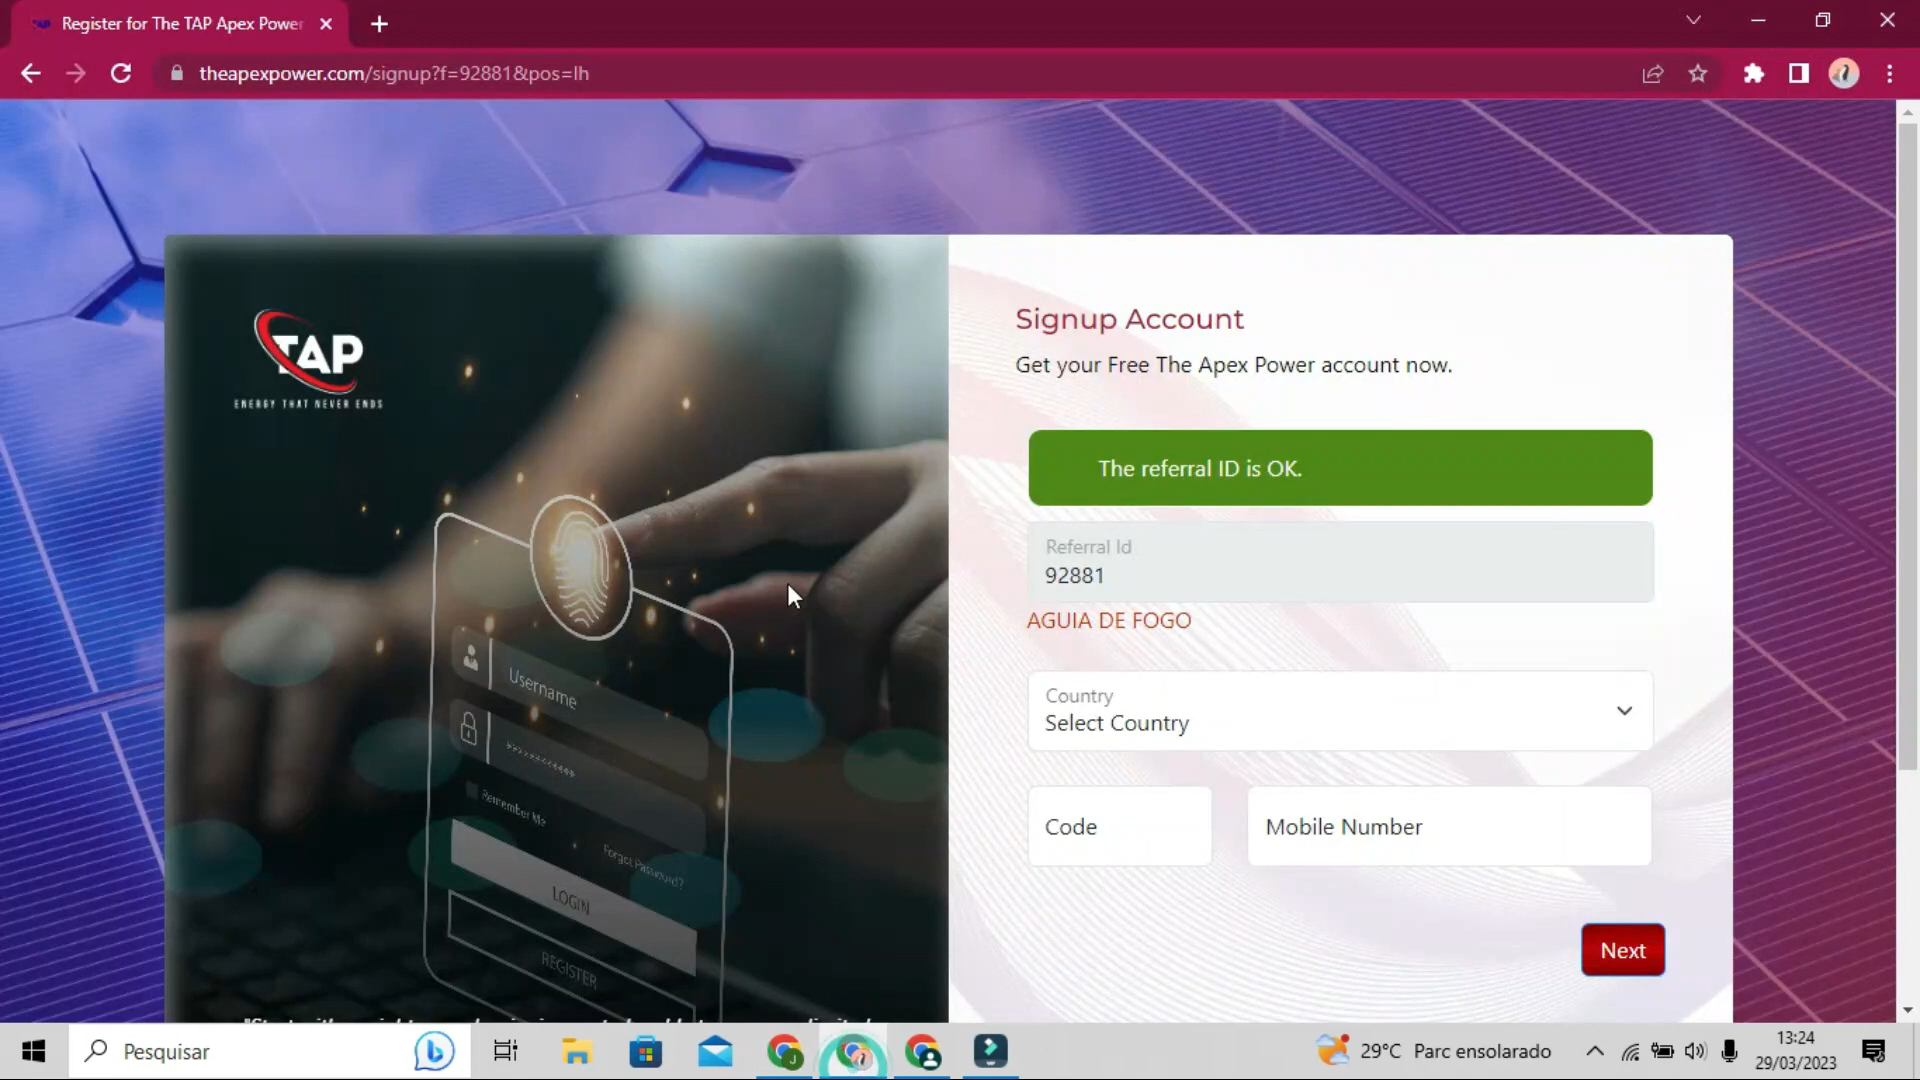 Register for The TAP Apex Power
theapexpower.com/signup?f=92881&pos=lh
TAP
ENERGY THAT NEVER ENDS
Username
Remember Me
Forgot Password?
LOGIN
REGISTER
Signup Account
Get your Free The Apex Power account now.
The referral ID is OK.
Referral Id
92881
AGUIA DE FOGO
Country
Select Country
Code
Mobile Number
Next
Pesquisar
29°C Parc ensolarado
13:24
29/03/2023